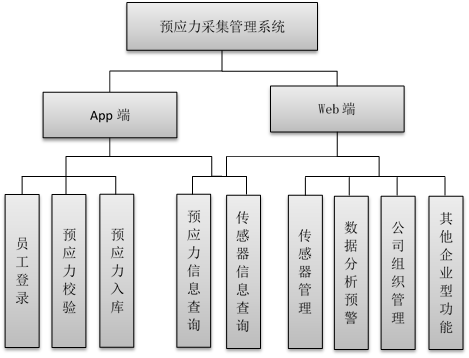 预应力采集管理系统
App 端
Web 端
员工登录
预应力校验
预应力入库
预应力信息查询
传感器信息查询
传感器管理
数据分析预警
公司组织管理
其他企业型功能